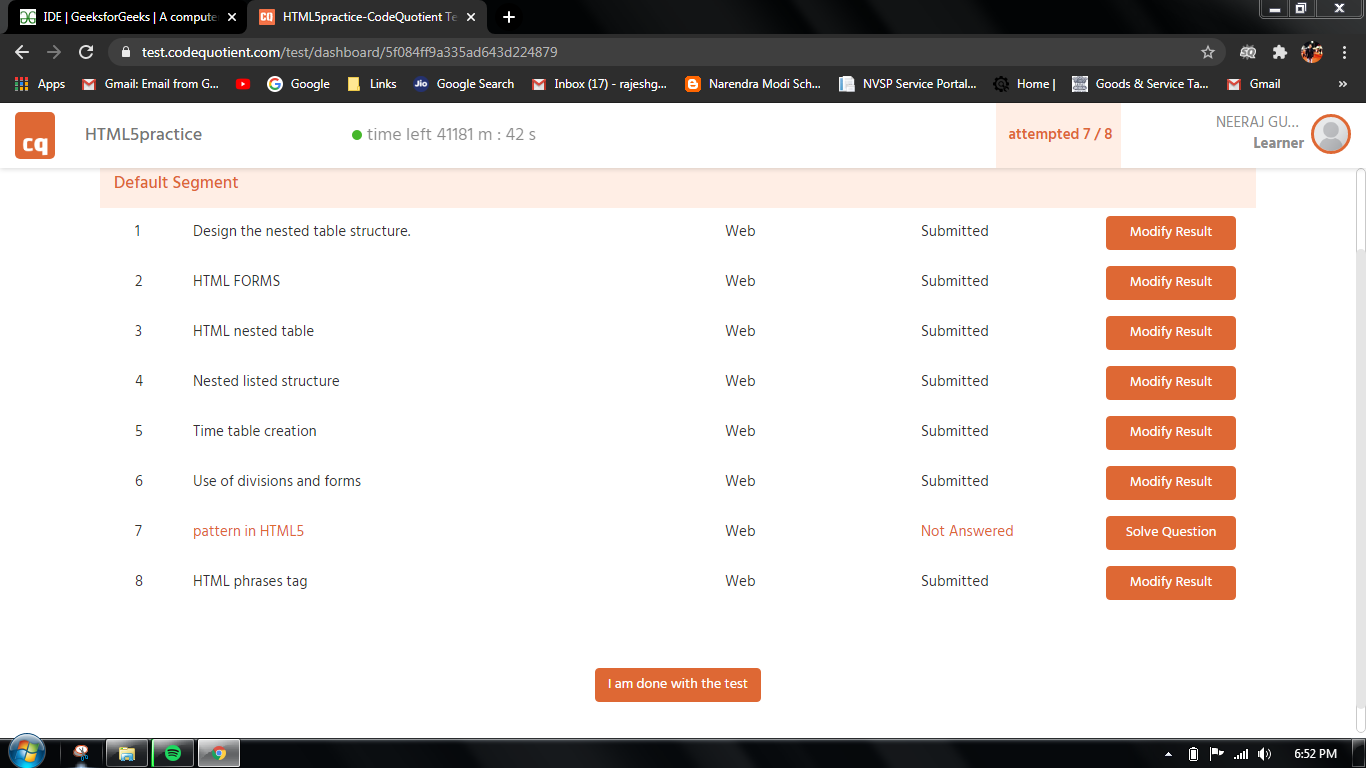 IDE | GeeksforGeeks | A compute
HTML5practice-CodeQuotient Te
test.codequotient.com/test/dashboard/5f084ff9a335ad643d224879
Apps Gmail: Email from G... Google Links Jio Google Search Inbox (17) - rajeshg... Narendra Modi Sch... NVSP Service Portal... Home | Goods & Service Ta... Gmail »
cq HTML5practice time left 41181 m : 42 s attempted 7 / 8 NEERAJ GU...
Learner
Default Segment
1 Design the nested table structure. Web Submitted Modify Result
2 HTML FORMS Web Submitted Modify Result
3 HTML nested table Web Submitted Modify Result
4 Nested listed structure Web Submitted Modify Result
5 Time table creation Web Submitted Modify Result
6 Use of divisions and forms Web Submitted Modify Result
7 pattern in HTML5 Web Not Answered Solve Question
8 HTML phrases tag Web Submitted Modify Result
I am done with the test
6:52 PM